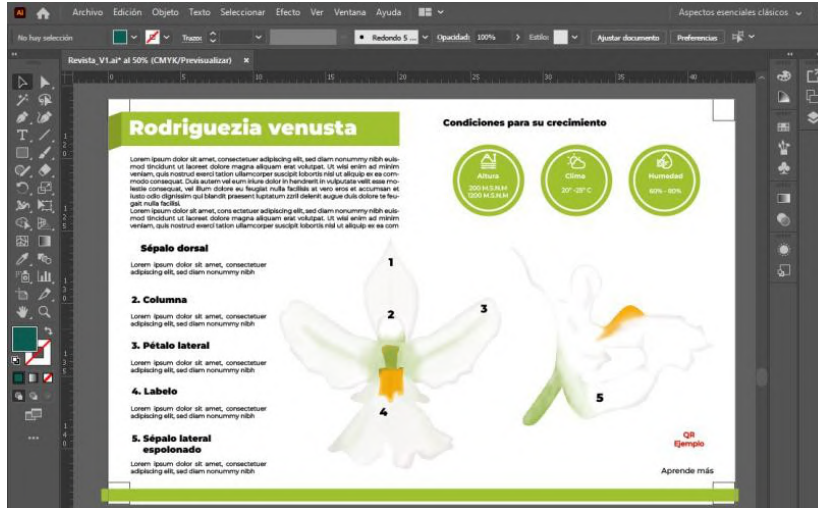 Ai Archivo Edición Objeto Texto Seleccionar Efecto Ver Ventana Ayuda Aspectos esenciales clásicos
No hay selección Trazo: Redondo 5 ... Opacidad: 100% Estilo: Ajustar documento Preferencias
Revista_V1.ai* al 50% (CMYK/Previsualizar) ×
0 5 10 15 20 25 30 35 40
Rodriguezia venusta
Lorem ipsum dolor sit amet, consectetuer adipiscing elit, sed diam nonummy nibh euis-
mod tincidunt ut laoreet dolore magna aliquam erat volutpat. Ut wisi enim ad minim
veniam, quis nostrud exerci tation ullamcorper suscipit lobortis nisl ut aliquip ex ea com-
modo consequat. Duis autem vel eum iriure dolor in hendrerit in vulputate velit esse mo-
lestie consequat, vel illum dolore eu feugiat nulla facilisis at vero eros et accumsan et
iusto odio dignissim qui blandit praesent luptatum zzril delenit augue duis dolore te feu-
gait nulla facilisi.
Lorem ipsum dolor sit amet, cons ectetuer adipiscing elit, sed diam nonummy nibh euis-
mod tincidunt ut laoreet dolore magna aliquam erat volutpat. Ut wisi enim ad minim
veniam, quis nostrud exerci tation ullamcorper suscipit lobortis nisl ut aliquip ex ea com
Condiciones para su crecimiento
Altura
200 M.S.N.M
1200 M.S.N.M
Clima
20° -25° C
Humedad
60% - 80%
Sépalo dorsal
Lorem ipsum dolor sit amet, consectetuer
adipiscing elit, sed diam nonummy nibh
2. Columna
Lorem ipsum dolor sit amet, consectetuer
adipiscing elit, sed diam nonummy nibh
3. Pétalo lateral
Lorem ipsum dolor sit amet, consectetuer
adipiscing elit, sed diam nonummy nibh
4. Labelo
Lorem ipsum dolor sit amet, consectetuer
adipiscing elit, sed diam nonummy nibh
5. Sépalo lateral
espolonado
Lorem ipsum dolor sit amet, consectetuer
adipiscing elit, sed diam nonummy nibh
1
2
3
4
5
QR
Ejemplo
Aprende más